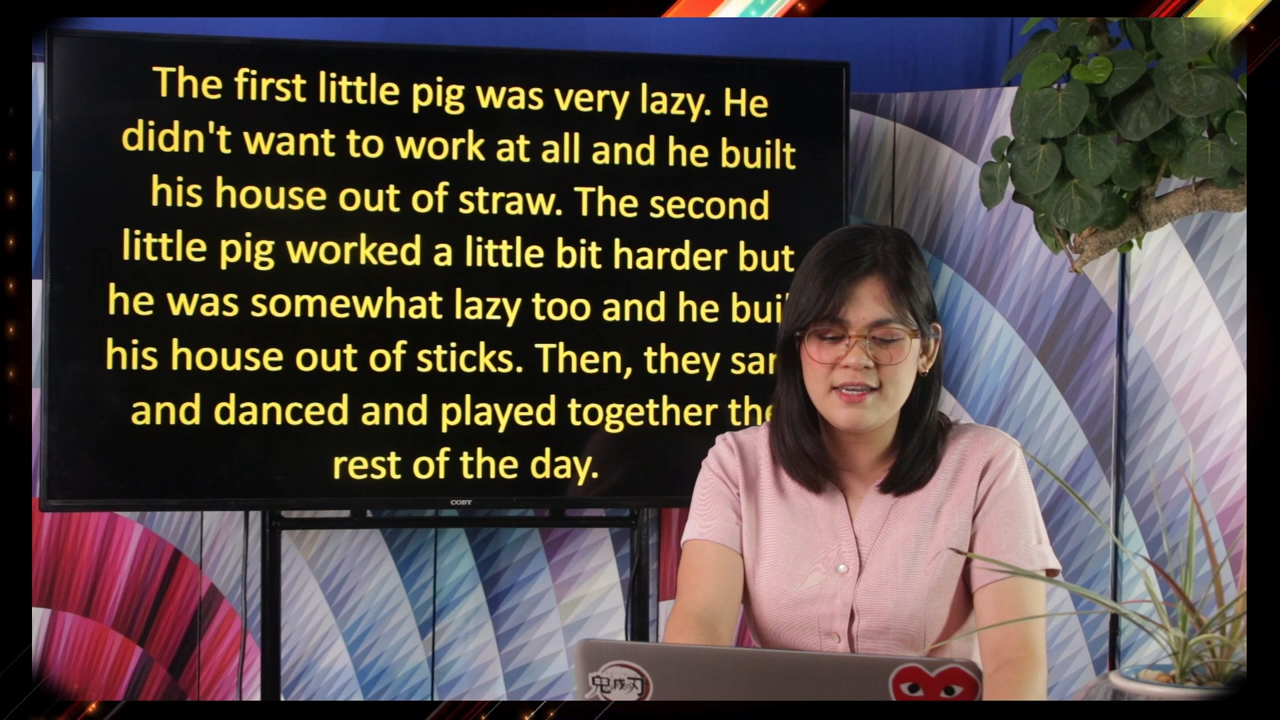 The first little pig was very lazy. He
didn't want to work at all and he built
his house out of straw. The second
little pig worked a little bit harder but
he was somewhat lazy too and he
his house out of sticks. Then, they
and danced and played together the
rest of the day.
COBY